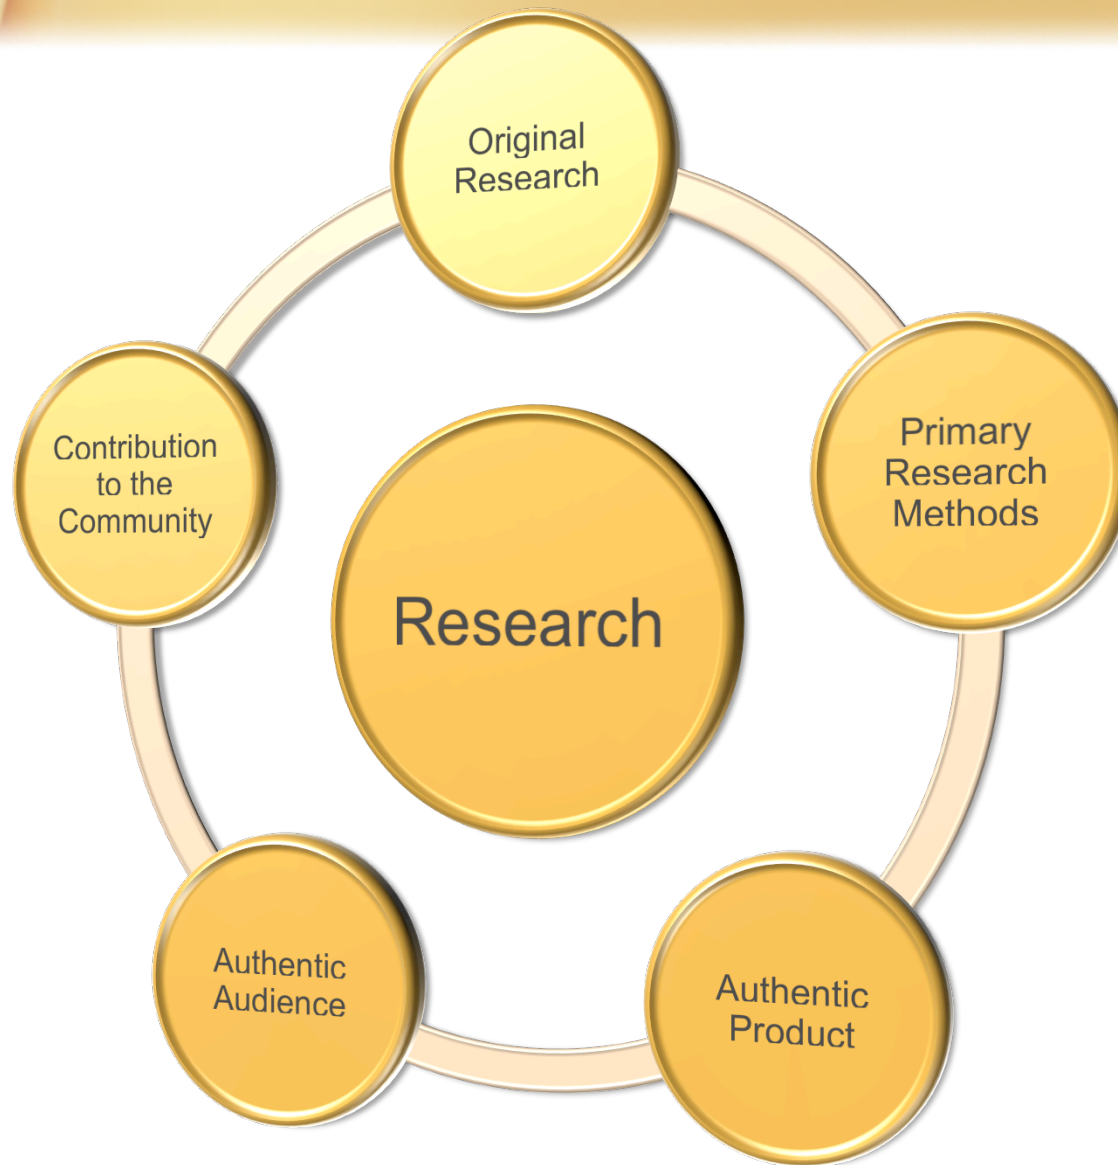 Original
Research
Primary
Research
Methods
Contribution
to the
Community
Research
Authentic
Audience
Authentic
Product